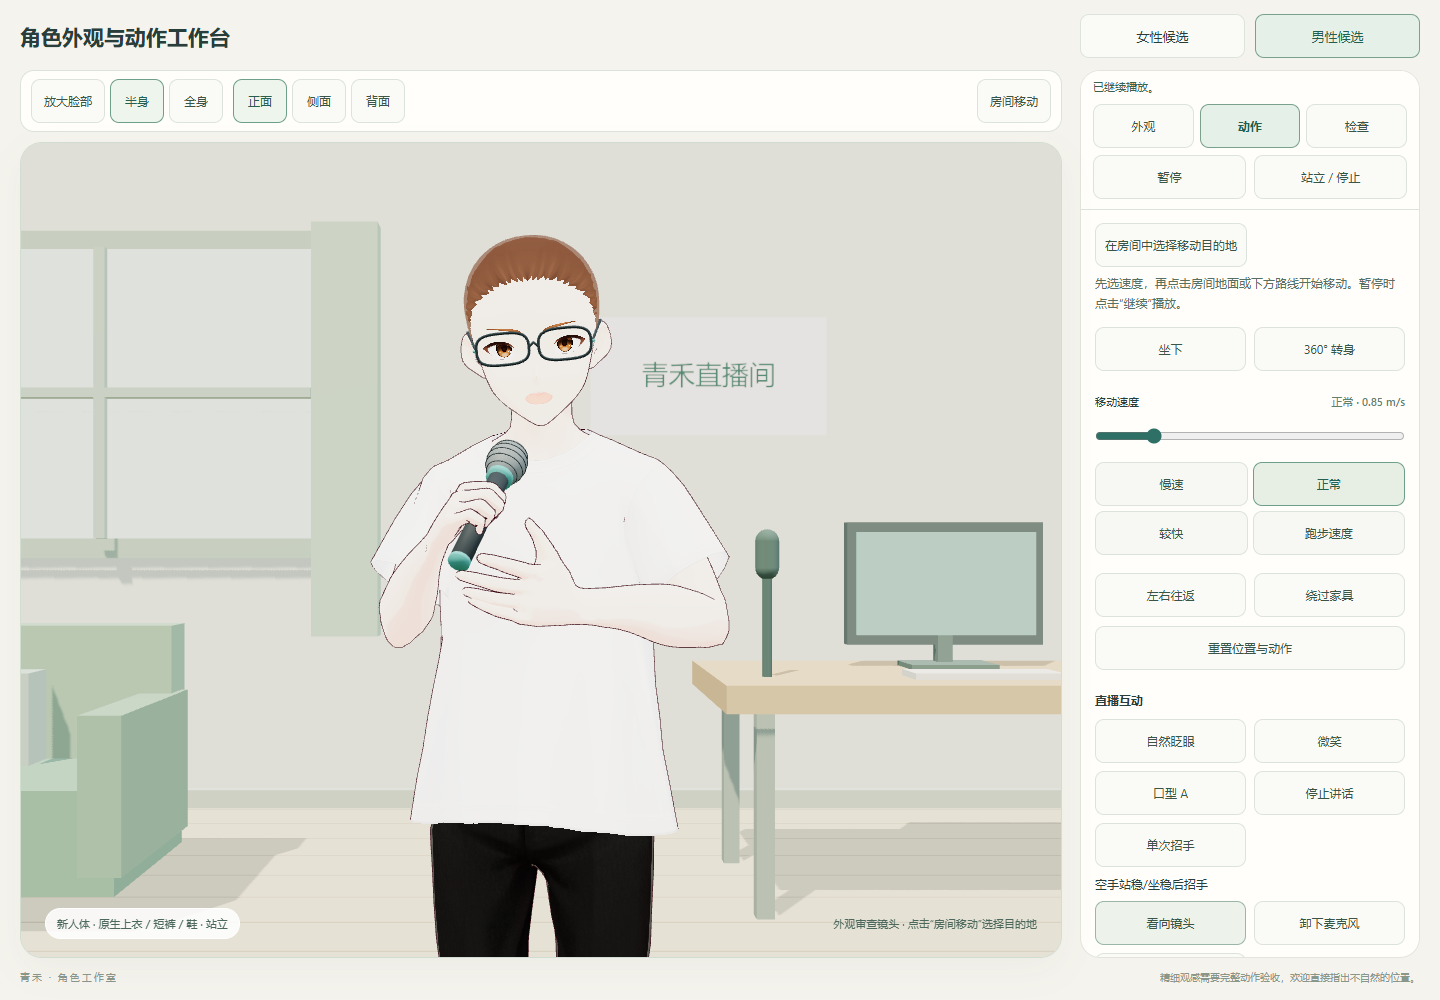 角色外观与动作工作台
女性候选
男性候选
放大脸部
半身
全身
正面
侧面
背面
房间移动
青禾直播间
新人体 · 原生上衣 / 短裤 / 鞋 · 站立
外观审查镜头 · 点击“房间移动”选择目的地
已继续播放。
外观
动作
检查
暂停
站立 / 停止
在房间中选择移动目的地
先选速度，再点击房间地面或下方路线开始移动。暂停时
点击“继续”播放。
坐下
360° 转身
移动速度
正常 · 0.85 m/s
慢速
正常
较快
跑步速度
左右往返
绕过家具
重置位置与动作
直播互动
自然眨眼
微笑
口型 A
停止讲话
单次招手
空手站稳/坐稳后招手
看向镜头
卸下麦克风
青禾 · 角色工作室
精细观感需要完整动作验收，欢迎直接指出不自然的位置。